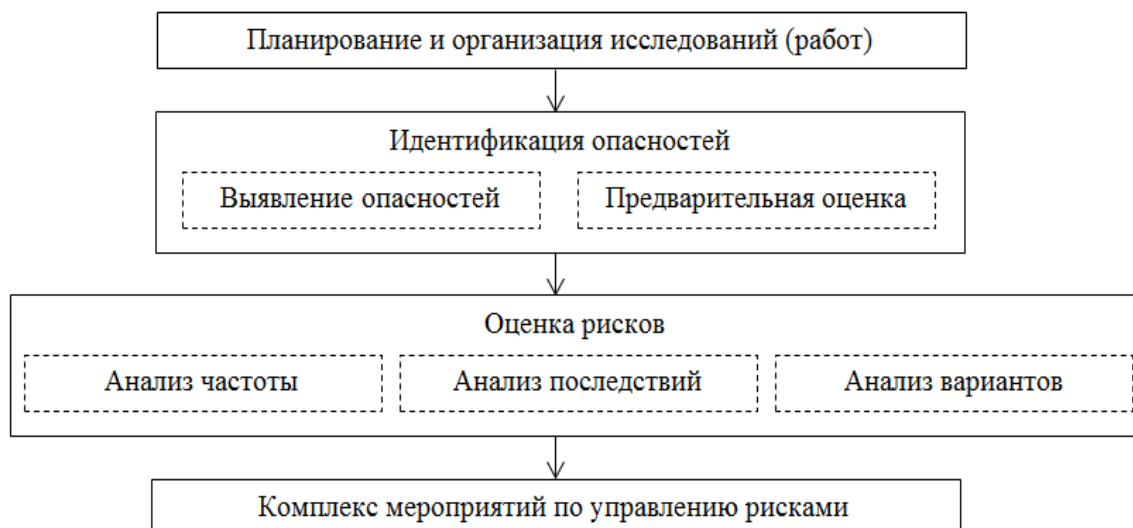 Планирование и организация исследований (работ)
Идентификация опасностей
Выявление опасностей
Предварительная оценка
Оценка рисков
Анализ частоты
Анализ последствий
Анализ вариантов
Комплекс мероприятий по управлению рисками